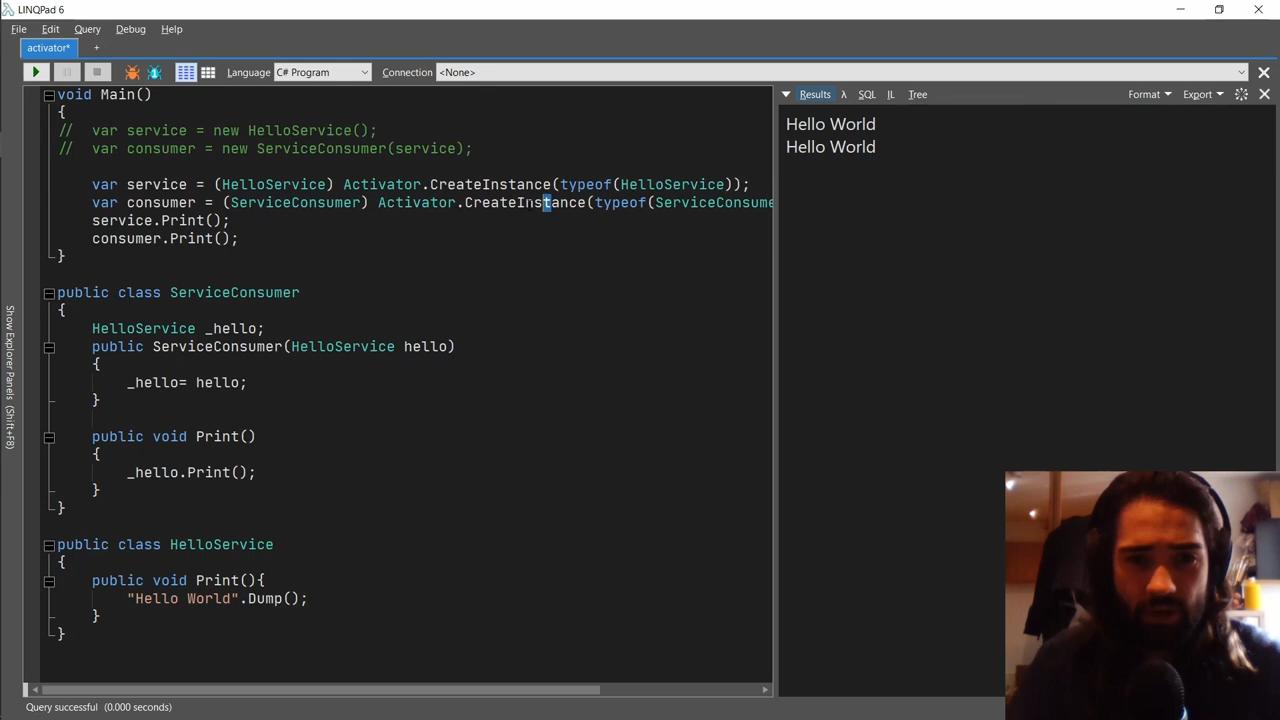 LINQPad 6
File Edit Query Debug Help
activator* +
Language C# Program Connection <None>
void Main()
{
// var service = new HelloService();
// var consumer = new ServiceConsumer(service);
var service = (HelloService) Activator.CreateInstance(typeof(HelloService));
var consumer = (ServiceConsumer) Activator.CreateInstance(typeof(ServiceConsume
service.Print();
consumer.Print();
}
public class ServiceConsumer
{
HelloService _hello;
public ServiceConsumer(HelloService hello)
{
_hello= hello;
}
public void Print()
{
_hello.Print();
}
}
public class HelloService
{
public void Print(){
"Hello World".Dump();
}
}
Show Explorer Panels (Shift+F8)
Results λ SQL IL Tree Format Export
Hello World
Hello World
Query successful (0.000 seconds)